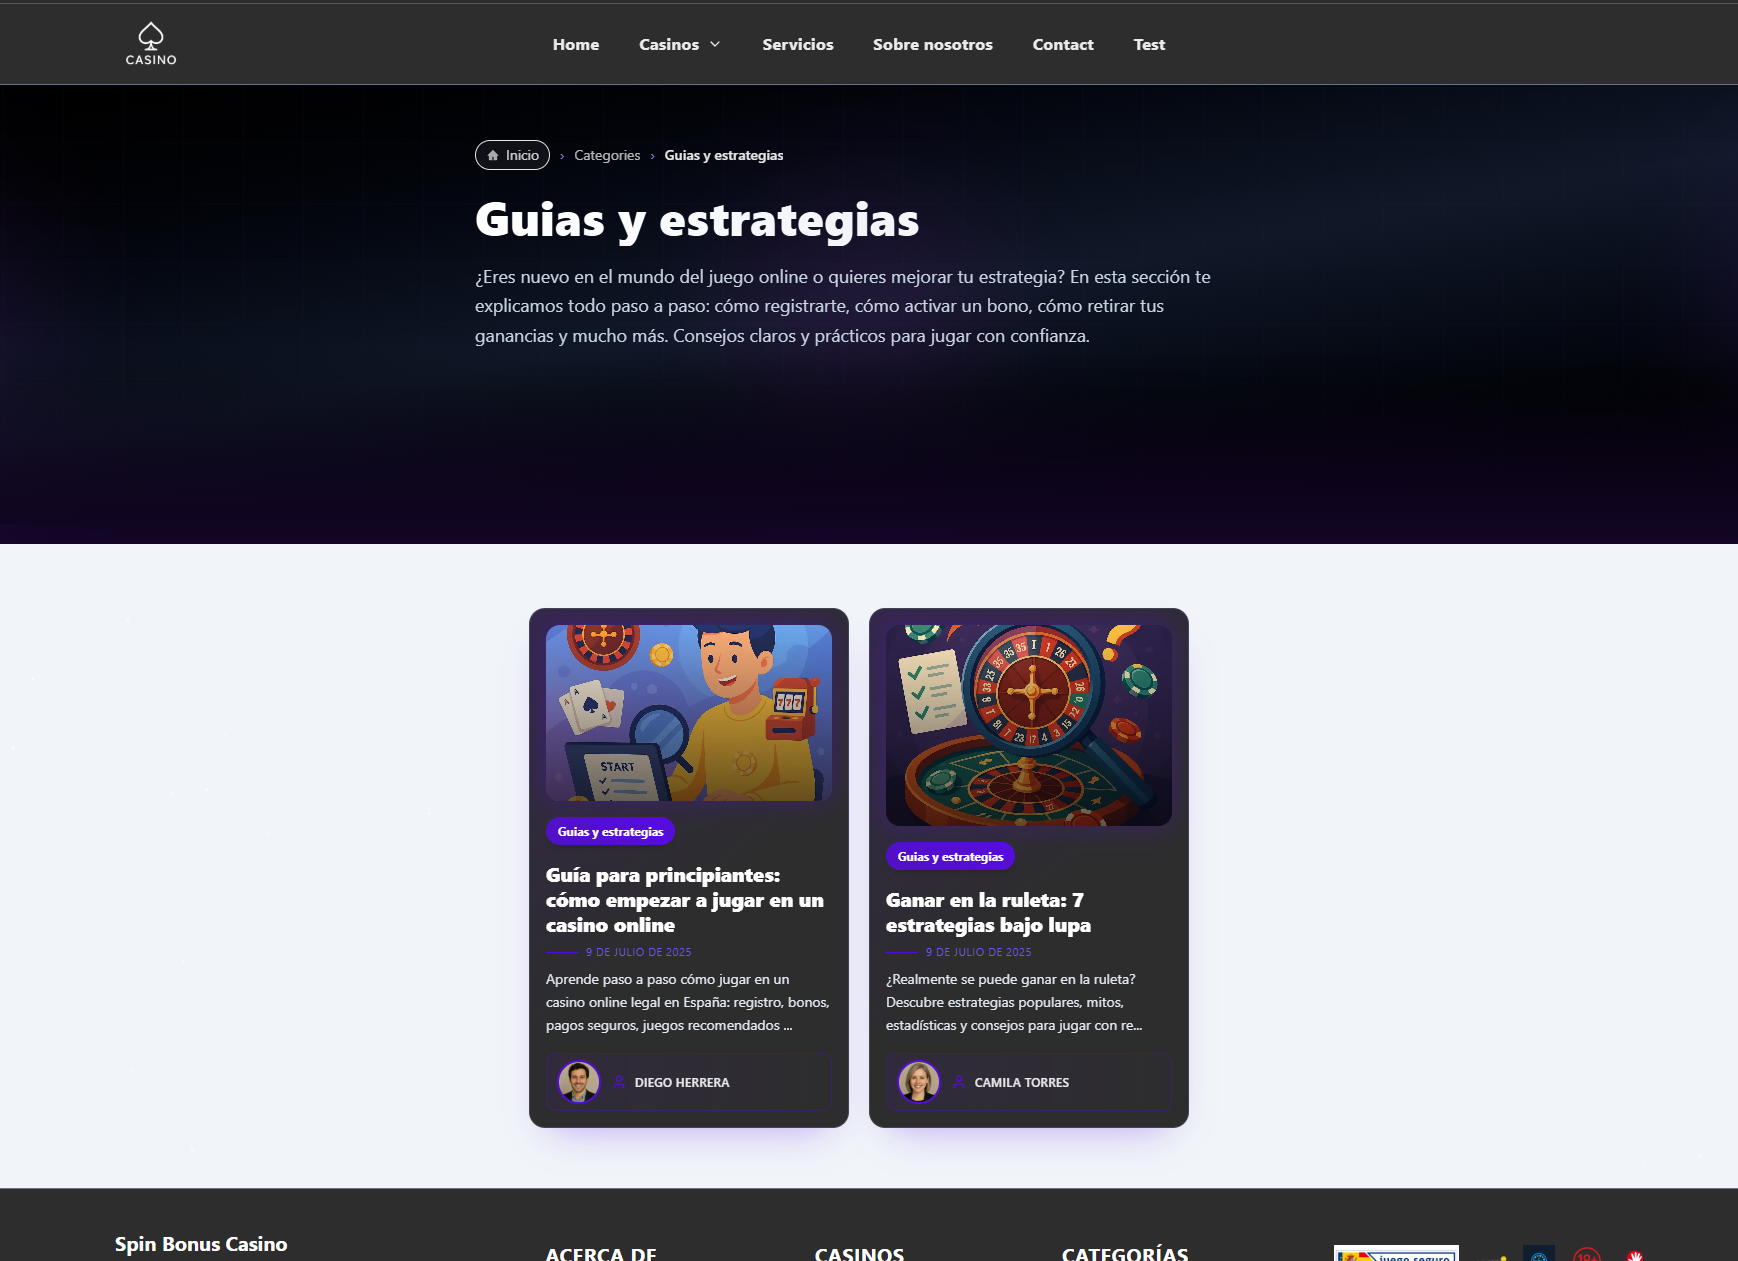 CASINO
Home
Casinos
Servicios
Sobre nosotros
Contact
Test
Inicio › Categories › Guias y estrategias
Guias y estrategias
¿Eres nuevo en el mundo del juego online o quieres mejorar tu estrategia? En esta sección te
explicamos todo paso a paso: cómo registrarte, cómo activar un bono, cómo retirar tus
ganancias y mucho más. Consejos claros y prácticos para jugar con confianza.
START
777
Guias y estrategias
Guía para principiantes:
cómo empezar a jugar en un
casino online
9 DE JULIO DE 2025
Aprende paso a paso cómo jugar en un
casino online legal en España: registro, bonos,
pagos seguros, juegos recomendados ...
DIEGO HERRERA
Guias y estrategias
Ganar en la ruleta: 7
estrategias bajo lupa
9 DE JULIO DE 2025
¿Realmente se puede ganar en la ruleta?
Descubre estrategias populares, mitos,
estadísticas y consejos para jugar con re...
CAMILA TORRES
Spin Bonus Casino
ACERCA DE
CASINOS
CATEGORÍAS
juego seguro
18+